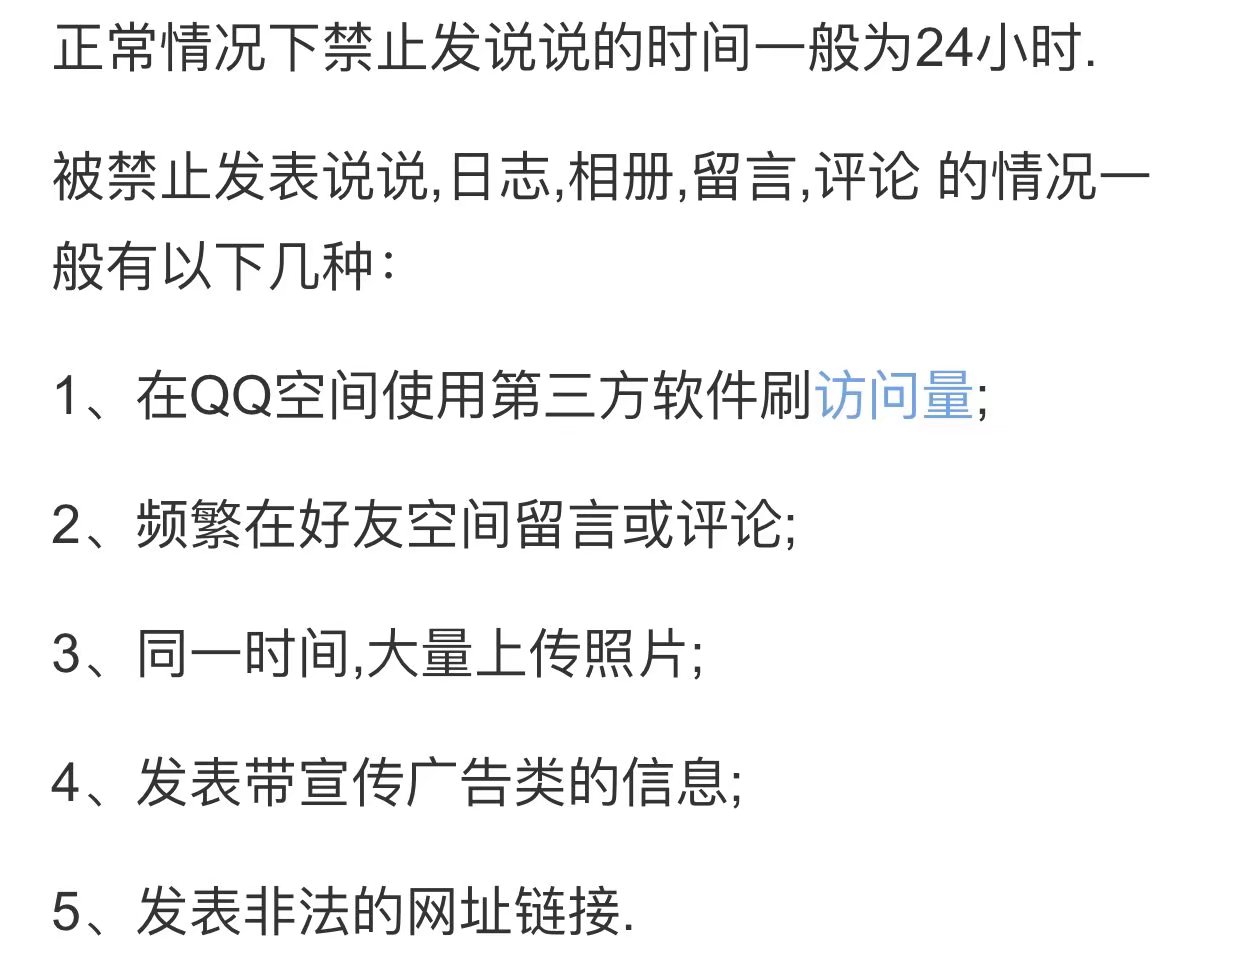 正常情况下禁止发说说的时间一般为24小时.
被禁止发表说说,日志,相册,留言,评论 的情况一
般有以下几种：
1、在QQ空间使用第三方软件刷访问量;
2、频繁在好友空间留言或评论;
3、同一时间,大量上传照片;
4、发表带宣传广告类的信息;
5、发表非法的网址链接.